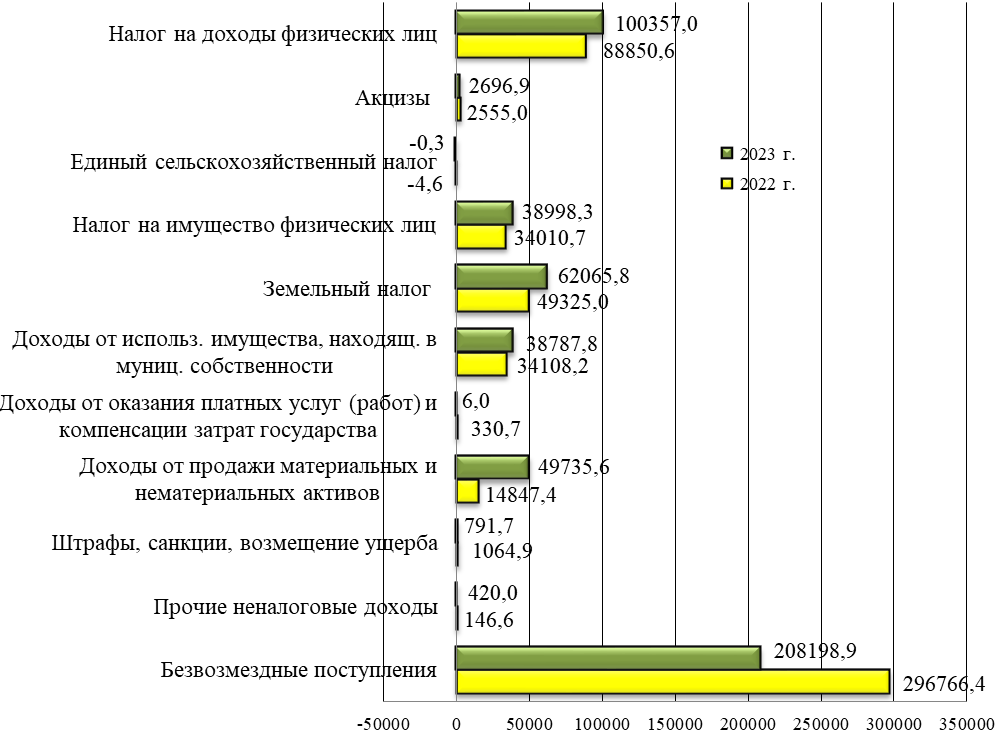 Налог на доходы физических лиц
100357,0
88850,6
Акцизы
2696,9
2555,0
-0,3
Единый сельскохозяйственный налог
-4,6
2023 г.
2022 г.
Налог на имущество физических лиц
38998,3
34010,7
Земельный налог
62065,8
49325,0
Доходы от использ. имущества, находящ. в
муниц. собственности
38787,8
34108,2
Доходы от оказания платных услуг (работ) и
компенсации затрат государства
6,0
330,7
Доходы от продажи материальных и
нематериальных активов
49735,6
14847,4
Штрафы, санкции, возмещение ущерба
791,7
1064,9
Прочие неналоговые доходы
420,0
146,6
Безвозмездные поступления
208198,9
296766,4
-50000 0 50000 100000 150000 200000 250000 300000 350000